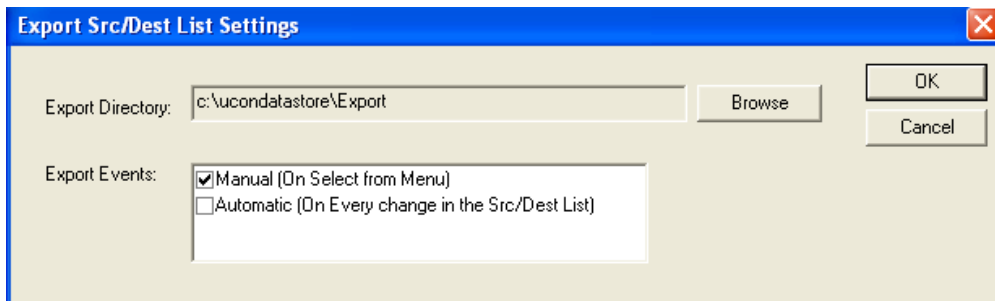 Export Src/Dest List Settings
Export Directory: c:\ucondatastore\Export Browse OK
Cancel
Export Events: Manual (On Select from Menu)
Automatic (On Every change in the Src/Dest List)